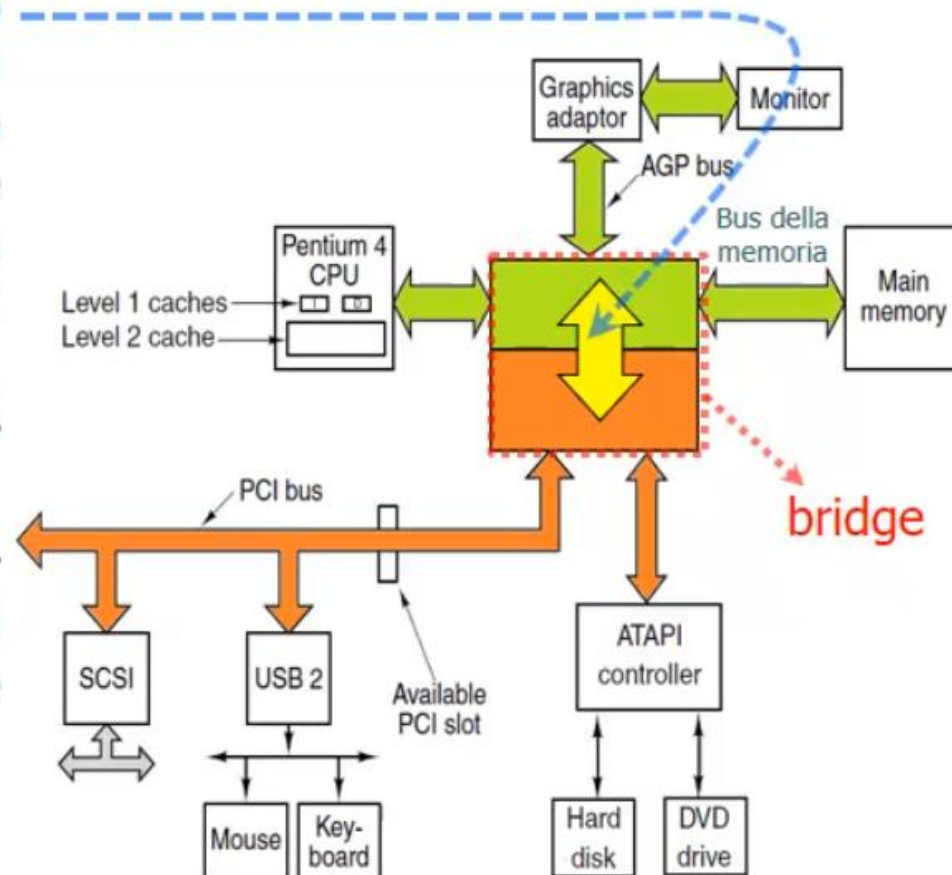 Graphics
adaptor
Monitor
AGP bus
Bus della
memoria
Pentium 4
CPU
Level 1 caches
Level 2 cache
Main
memory
PCI bus
bridge
SCSI
USB 2
Available
PCI slot
ATAPI
controller
Mouse
Key-
board
Hard
disk
DVD
drive